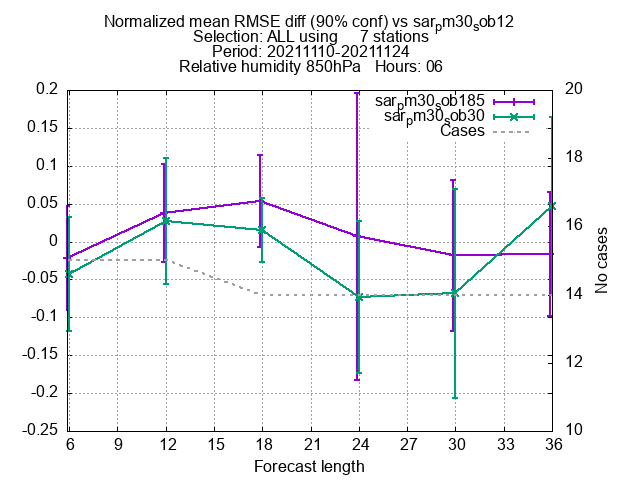 Normalized mean RMSE diff (90% conf) vs sarpm30sob12
Selection: ALL using 7 stations
Period: 20211110-20211124
Relative humidity 850hPa Hours: 06
sarpm30sob185
sarpm30sob30
Cases
0.2
0.15
0.1
0.05
0
-0.05
-0.1
-0.15
-0.2
-0.25
20
18
16
14
12
10
No cases
6 9 12 15 18 21 24 27 30 33 36
Forecast length